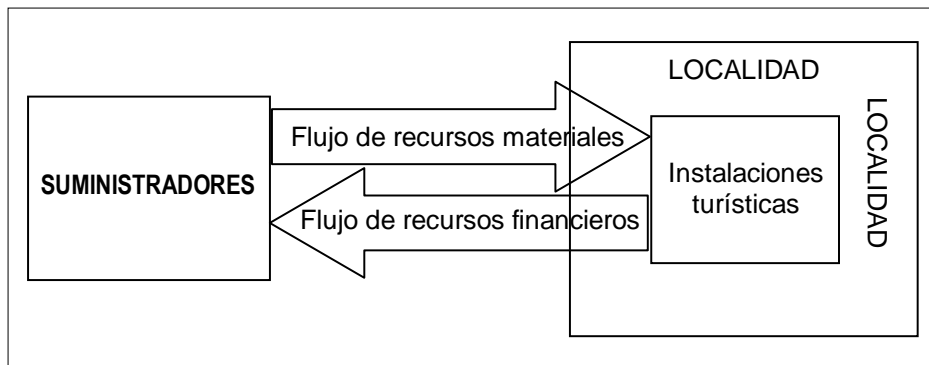 LOCALIDAD
LOCALIDAD
Flujo de recursos materiales
SUMINISTRADORES
Instalaciones
turísticas
Flujo de recursos financieros